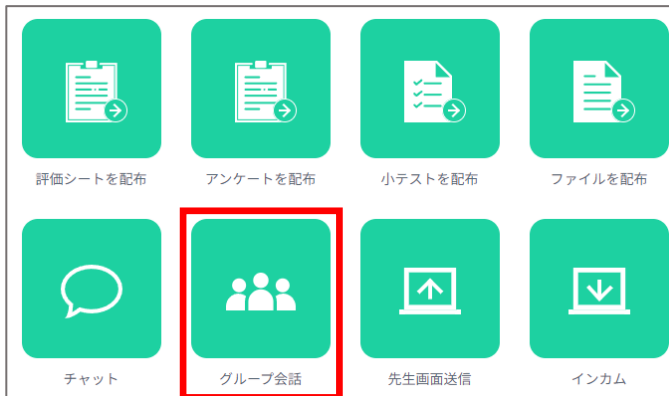 評価シートを配布
アンケートを配布
小テストを配布
ファイルを配布
チャット
グループ会話
先生画面送信
インカム